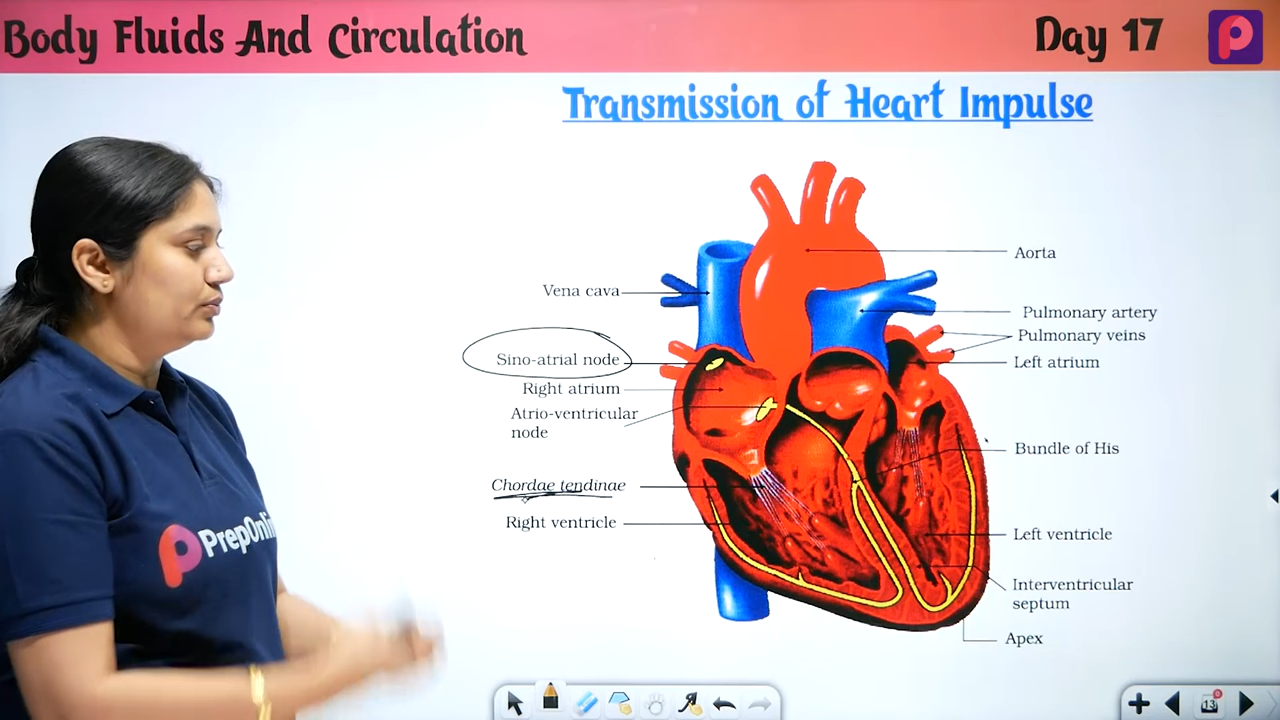 Body Fluids And Circulation
Day 17
Transmission of Heart Impulse
Aorta
Vena cava
Pulmonary artery
Pulmonary veins
Sino-atrial node
Left atrium
Right atrium
Atrio-ventricular
node
Bundle of His
Chordae tendinae
Right ventricle
Left ventricle
Interventricular
septum
Apex
PrepOnli
13